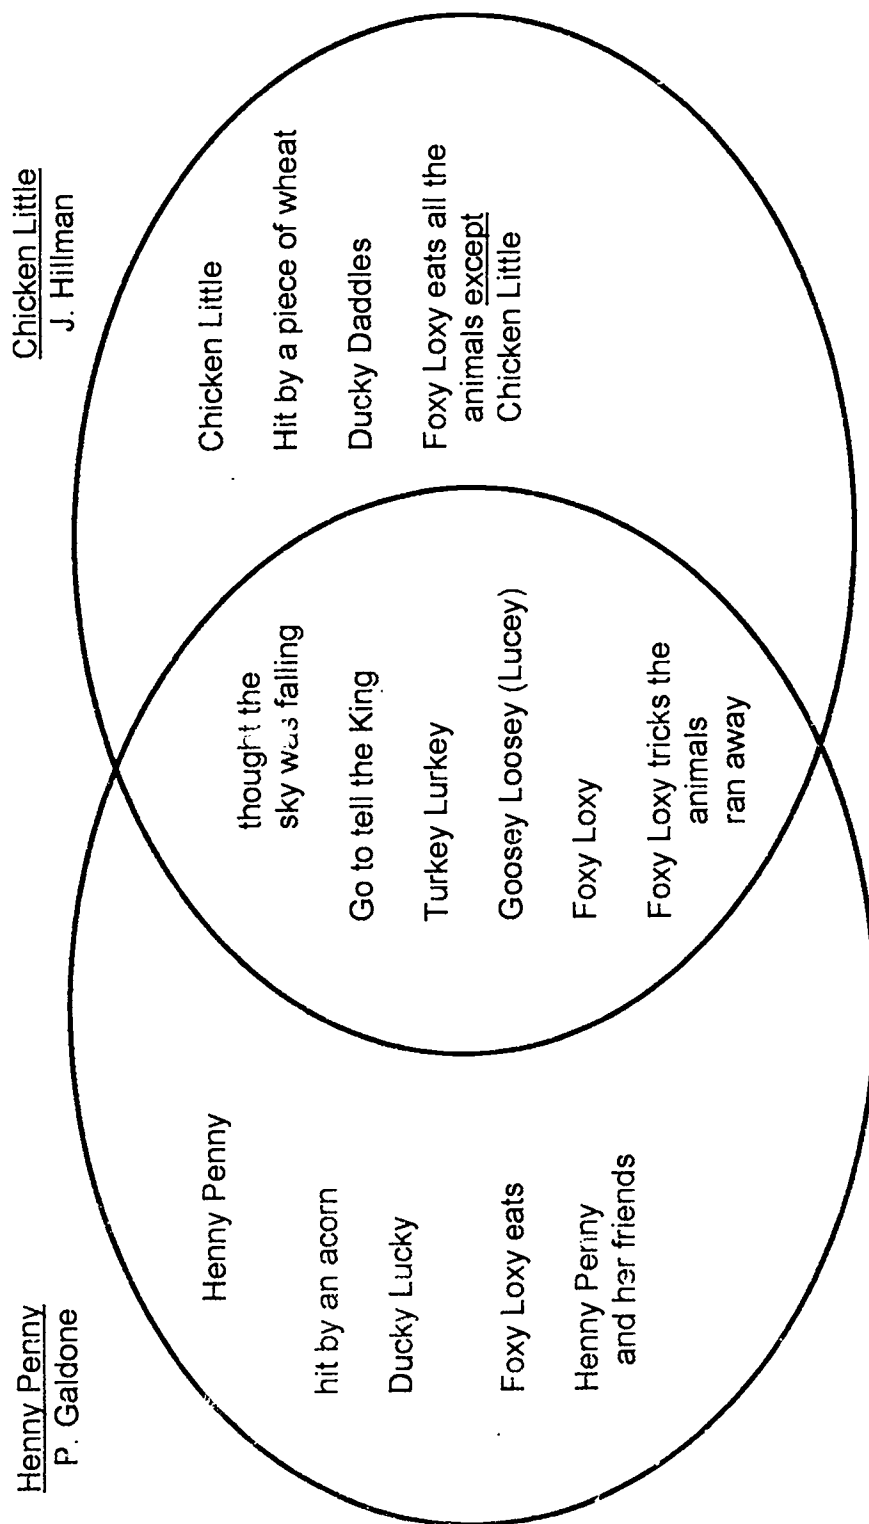 Henny Penny
P. Galdone
Henny Penny
hit by an acorn
Ducky Lucky
Foxy Loxy eats
Henny Penny
and her friends
thought the
sky was falling
Go to tell the King
Turkey Lurkey
Goosey Loosey (Lucey)
Foxy Loxy
Foxy Loxy tricks the
animals
ran away
Chicken Little
J. Hillman
Chicken Little
Hit by a piece of wheat
Ducky Daddles
Foxy Loxy eats all the
animals except
Chicken Little